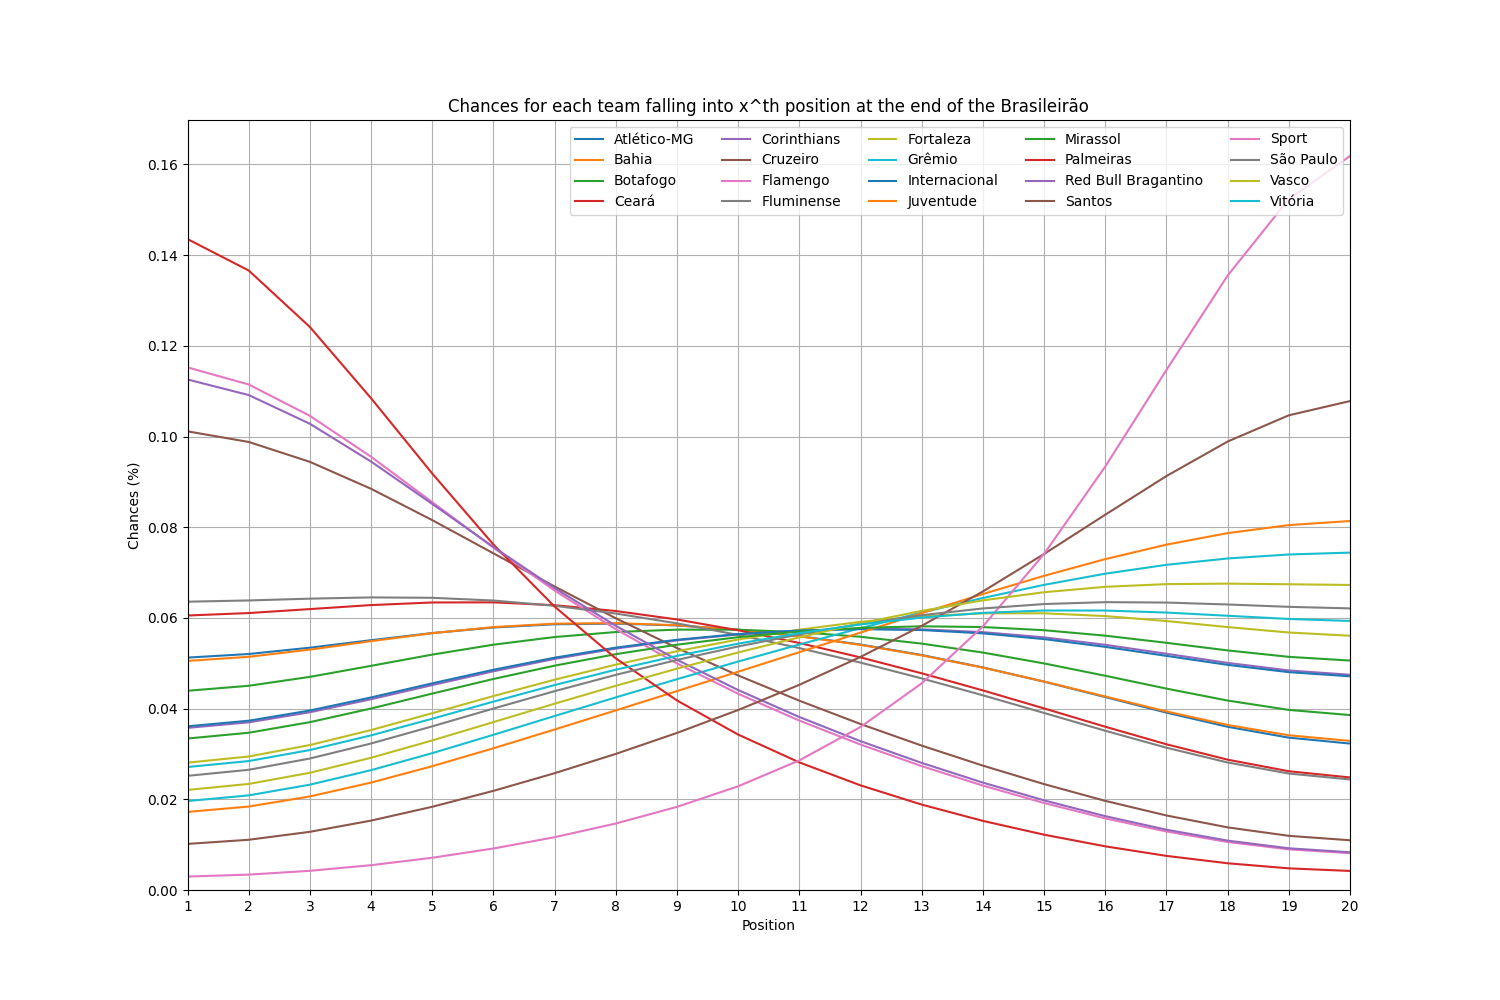 Chances for each team falling into x^th position at the end of the Brasileirão
Atlético-MG
Bahia
Botafogo
Ceará
Corinthians
Cruzeiro
Flamengo
Fluminense
Fortaleza
Grêmio
Internacional
Juventude
Mirassol
Palmeiras
Red Bull Bragantino
Santos
Sport
São Paulo
Vasco
Vitória
Chances (%)
0.16
0.14
0.12
0.10
0.08
0.06
0.04
0.02
0.00
1 2 3 4 5 6 7 8 9 10 11 12 13 14 15 16 17 18 19 20
Position